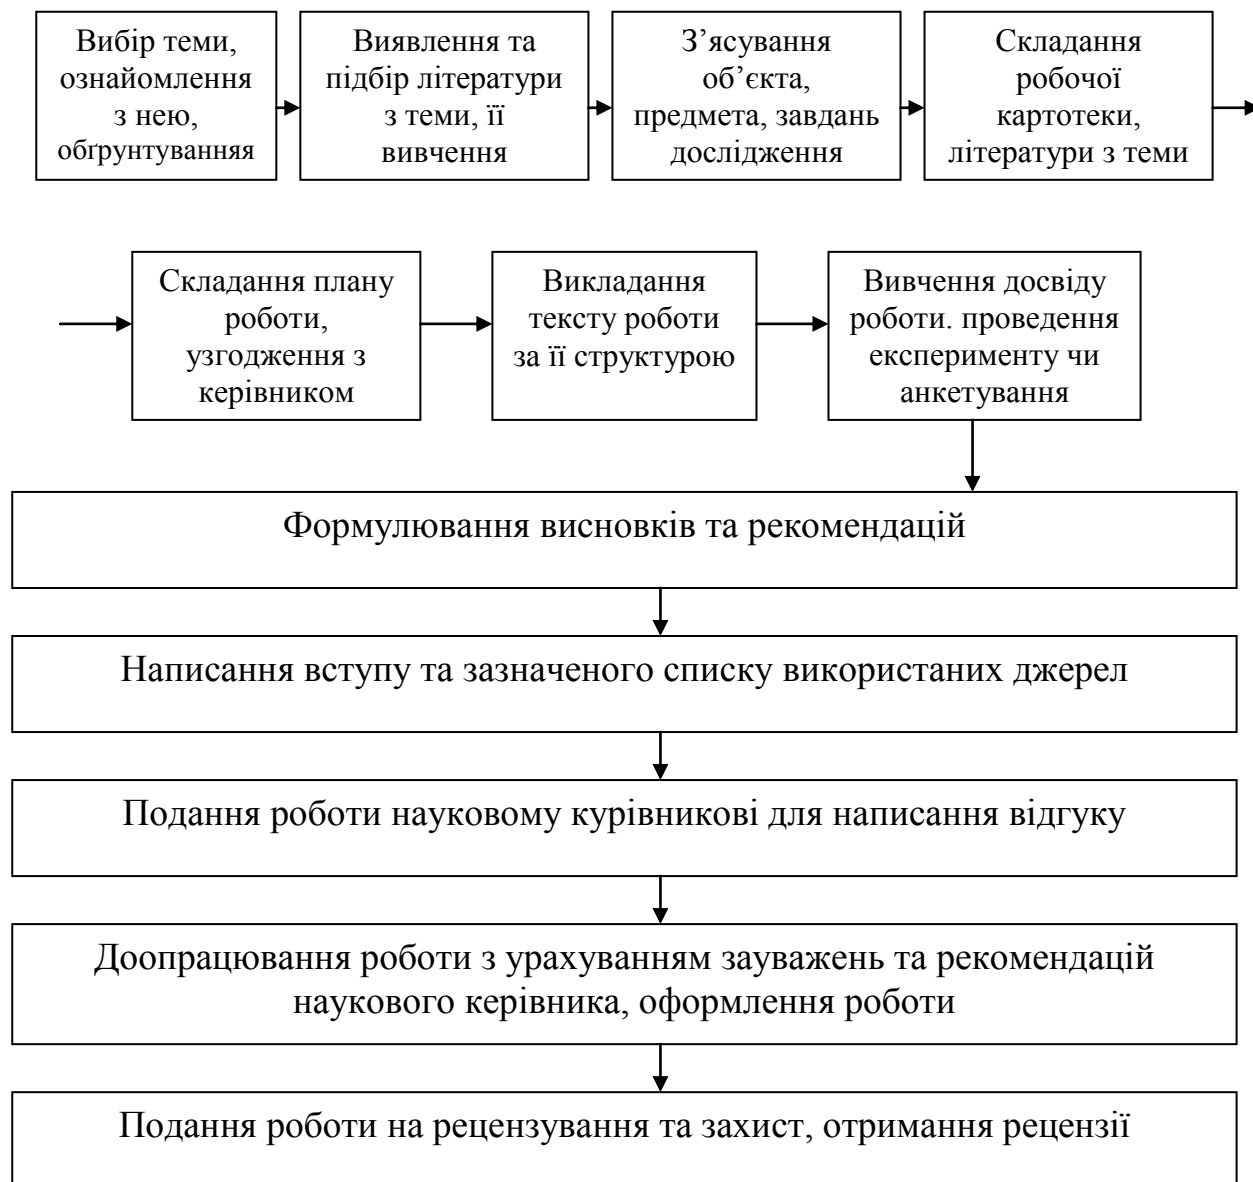 Вибір теми,
ознайомлення
з нею,
обґрунтуванняя
Виявлення та
підбір літератури
з теми, її
вивчення
З’ясування
об’єкта,
предмета, завдань
дослідження
Складання
робочої
картотеки,
літератури з теми
Складання плану
роботи,
узгодження з
керівником
Викладання
тексту роботи
за її структурою
Вивчення досвіду
роботи. проведення
експерименту чи
анкетування
Формулювання висновків та рекомендацій
Написання вступу та зазначеного списку використаних джерел
Подання роботи науковому курівникові для написання відгуку
Доопрацювання роботи з урахуванням зауважень та рекомендацій
наукового керівника, оформлення роботи
Подання роботи на рецензування та захист, отримання рецензії